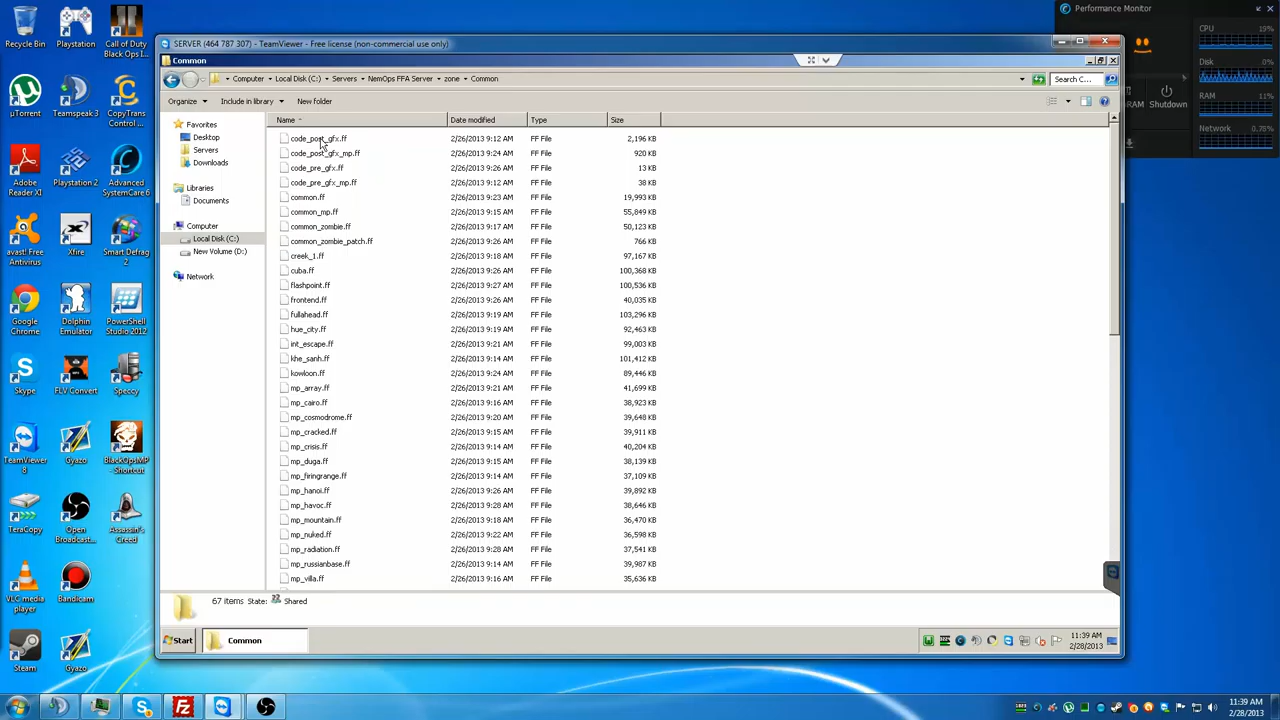 Recycle Bin
Playstation
Call of Duty Black Ops I...
µTorrent
Teamspeak 3
CopyTrans Control ...
Adobe Reader XI
Playstation 2
Advanced SystemCare 6
avast! Free Antivirus
Xfire
Smart Defrag 2
Google Chrome
Dolphin Emulator
PowerShell Studio 2012
Skype
FLV Convert
Speccy
TeamViewer 8
Gyazo
BlackOpsMP - Shortcut
TeraCopy
Open Broadcast...
Assassin's Creed
VLC media player
Bandicam
Steam
Gyazo
SERVER (464 787 307) - TeamViewer - Free license (non-commercial use only)
Common
Computer Local Disk (C:) Servers NemOps FFA Server zone Common
Search C...
Organize Include in library New folder
Favorites
Desktop
Servers
Downloads
Libraries
Documents
Computer
Local Disk (C:)
New Volume (D:)
Network
Name Date modified Type Size
code_post_gfx.ff 2/26/2013 9:12 AM FF File 2,196 KB
code_post_gfx_mp.ff 2/26/2013 9:24 AM FF File 920 KB
code_pre_gfx.ff 2/26/2013 9:26 AM FF File 13 KB
code_pre_gfx_mp.ff 2/26/2013 9:12 AM FF File 38 KB
common.ff 2/26/2013 9:23 AM FF File 19,993 KB
common_mp.ff 2/26/2013 9:15 AM FF File 55,849 KB
common_zombie.ff 2/26/2013 9:17 AM FF File 50,123 KB
common_zombie_patch.ff 2/26/2013 9:26 AM FF File 766 KB
creek_1.ff 2/26/2013 9:18 AM FF File 97,167 KB
cuba.ff 2/26/2013 9:26 AM FF File 100,368 KB
flashpoint.ff 2/26/2013 9:27 AM FF File 100,536 KB
frontend.ff 2/26/2013 9:26 AM FF File 40,035 KB
fullahead.ff 2/26/2013 9:19 AM FF File 103,296 KB
hue_city.ff 2/26/2013 9:19 AM FF File 92,463 KB
int_escape.ff 2/26/2013 9:21 AM FF File 99,003 KB
khe_sanh.ff 2/26/2013 9:14 AM FF File 101,412 KB
kowloon.ff 2/26/2013 9:24 AM FF File 89,446 KB
mp_array.ff 2/26/2013 9:21 AM FF File 41,699 KB
mp_cairo.ff 2/26/2013 9:16 AM FF File 38,923 KB
mp_cosmodrome.ff 2/26/2013 9:20 AM FF File 39,648 KB
mp_cracked.ff 2/26/2013 9:15 AM FF File 39,911 KB
mp_crisis.ff 2/26/2013 9:14 AM FF File 40,204 KB
mp_duga.ff 2/26/2013 9:15 AM FF File 38,139 KB
mp_firingrange.ff 2/26/2013 9:14 AM FF File 37,109 KB
mp_hanoi.ff 2/26/2013 9:26 AM FF File 39,892 KB
mp_havoc.ff 2/26/2013 9:28 AM FF File 38,646 KB
mp_mountain.ff 2/26/2013 9:18 AM FF File 36,470 KB
mp_nuked.ff 2/26/2013 9:22 AM FF File 36,598 KB
mp_radiation.ff 2/26/2013 9:28 AM FF File 37,541 KB
mp_russianbase.ff 2/26/2013 9:12 AM FF File 39,987 KB
mp_villa.ff 2/26/2013 9:16 AM FF File 35,636 KB
67 items State: Shared
Start Common
11:39 AM
2/28/2013
Performance Monitor
CPU 19%
Disk .0%
RAM 11%
Network 0.78%
RAM
Shutdown
11:39 AM
2/28/2013